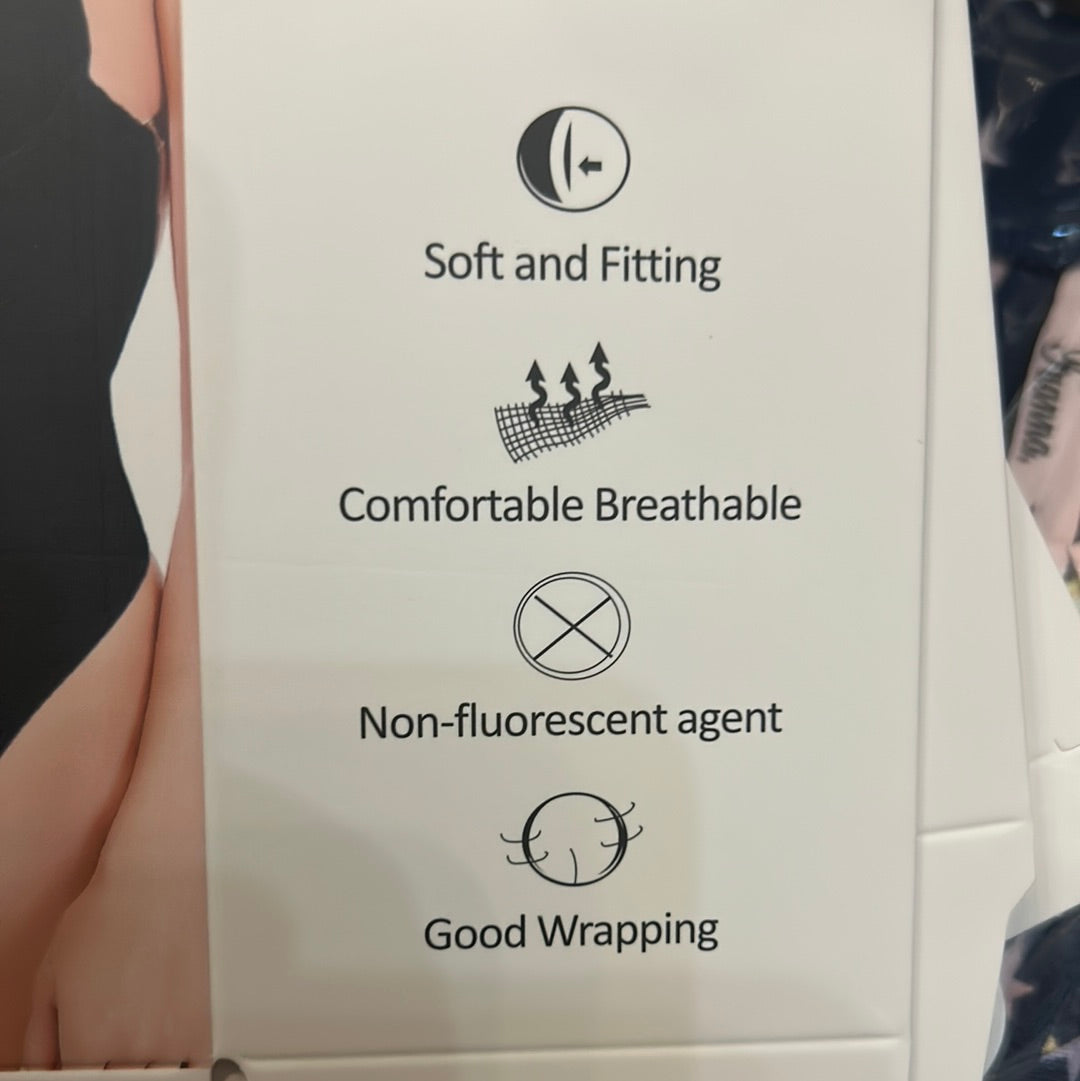 Soft and Fitting
Comfortable Breathable
Non-fluorescent agent
Good Wrapping